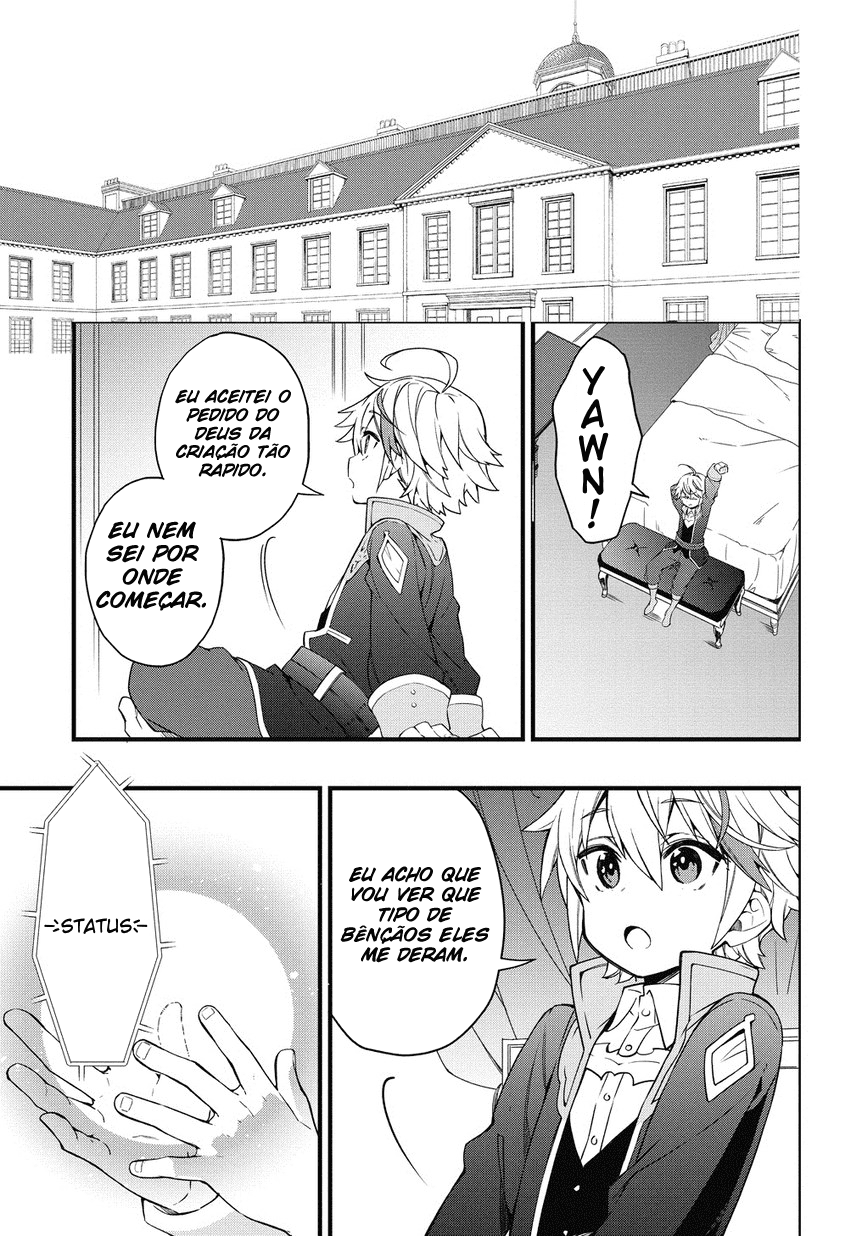 YAWN!
EU ACEITEI O
PEDIDO DO
DEUS DA
CRIAÇÃO TÃO
RAPIDO.
EU NEM
SEI POR
ONDE
COMEÇAR.
EU ACHO QUE
VOU VER QUE
TIPO DE
BÊNÇÃOS ELES
ME DERAM.
STATUS